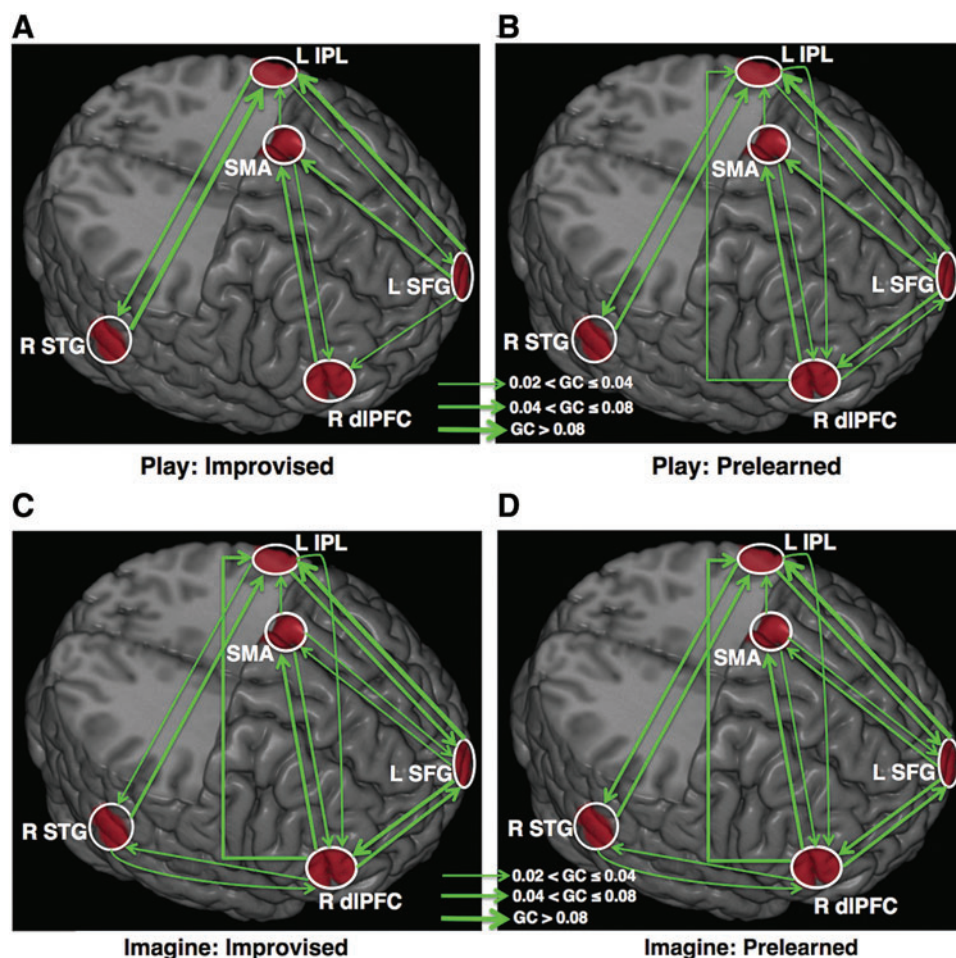 A
L IPL
SMA
L SFG
R STG
R dlPFC
Play: Improvised
B
L IPL
SMA
L SFG
R STG
R dlPFC
Play: Prelearned
0.02 < GC ≤ 0.04
0.04 < GC ≤ 0.08
GC > 0.08
C
L IPL
SMA
L SFG
R STG
R dlPFC
Imagine: Improvised
D
L IPL
SMA
L SFG
R STG
R dlPFC
Imagine: Prelearned
0.02 < GC ≤ 0.04
0.04 < GC ≤ 0.08
GC > 0.08